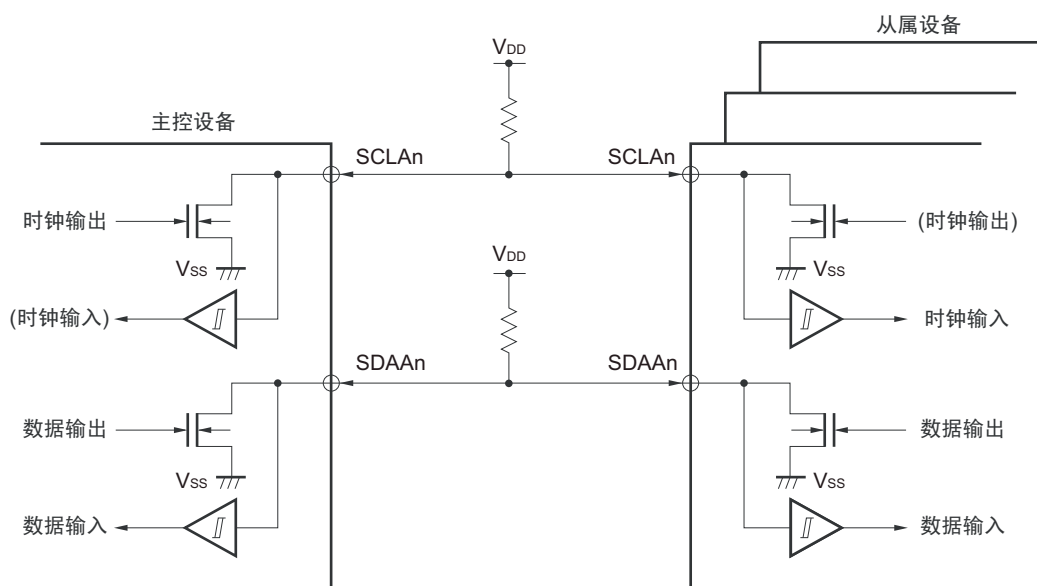 从属设备
VDD
主控设备
SCLAn SCLAn
时钟输出 (时钟输出)
VSS VDD VSS
(时钟输入) 时钟输入
SDAAn SDAAn
数据输出 数据输出
VSS VSS
数据输入 数据输入